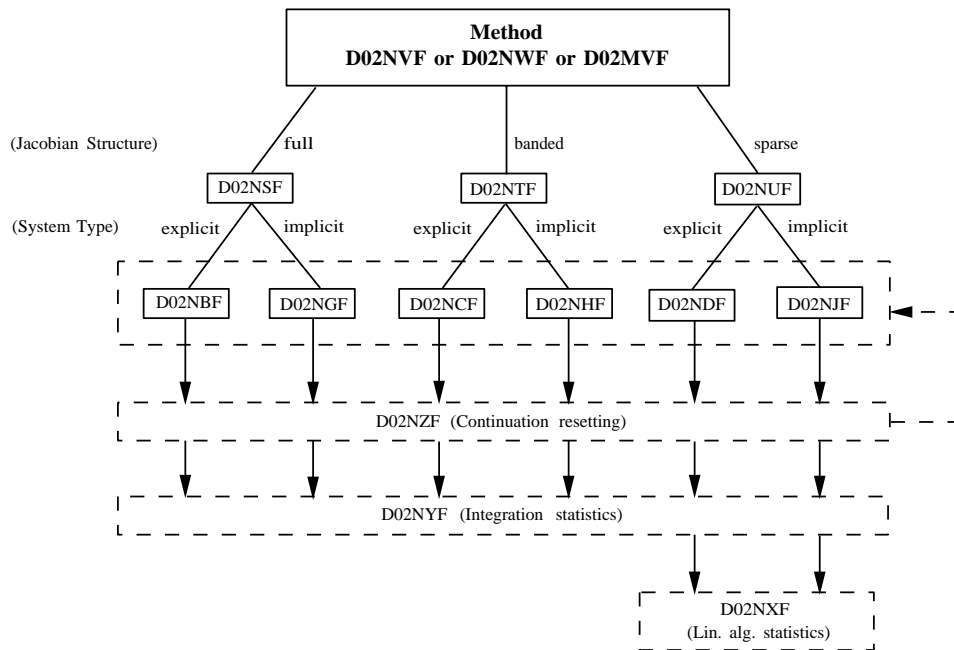 Method
D02NVF or D02NWF or D02MVF
(Jacobian Structure)
full
banded
sparse
D02NSF
D02NTF
D02NUF
(System Type)
explicit
implicit
explicit
implicit
explicit
implicit
D02NBF
D02NGF
D02NCF
D02NHF
D02NDF
D02NJF
D02NZF (Continuation resetting)
D02NYF (Integration statistics)
D02NXF
(Lin. alg. statistics)